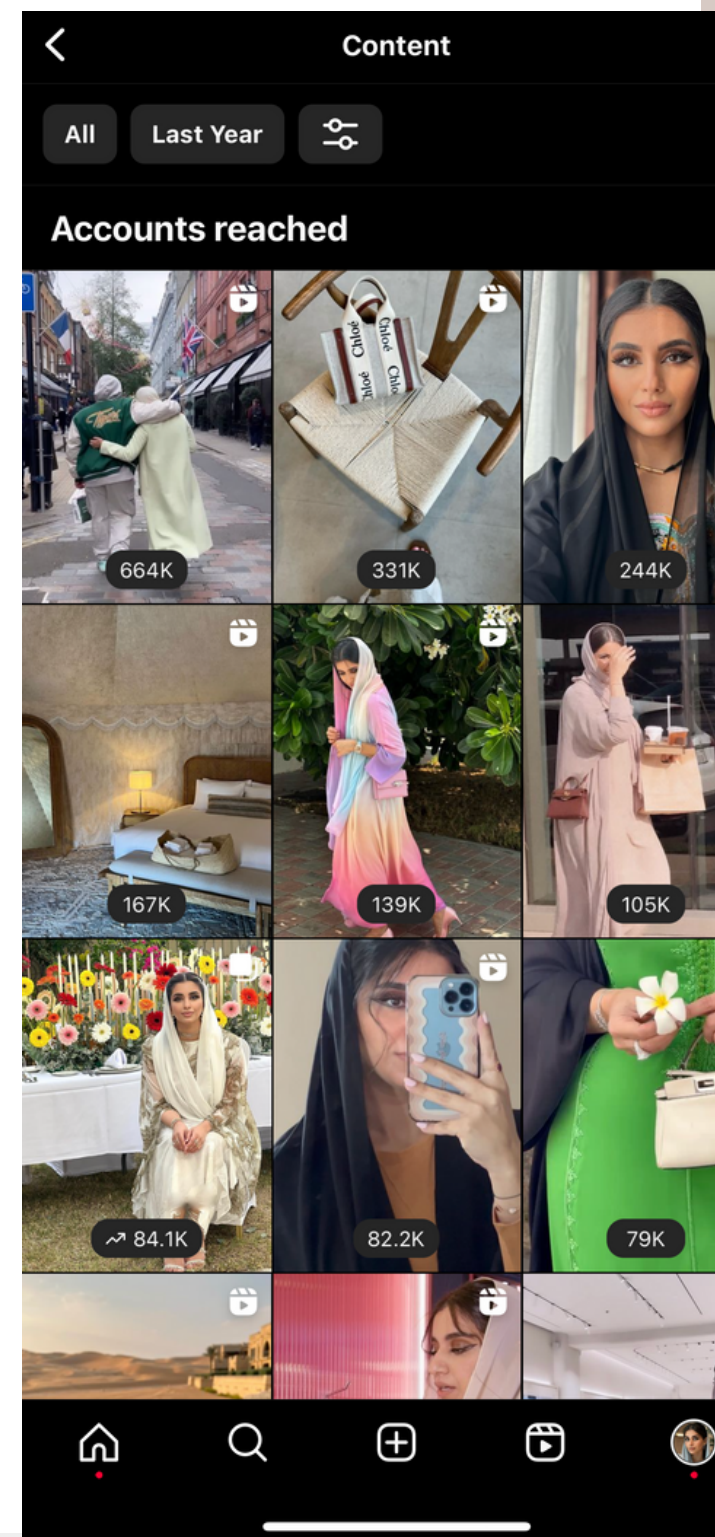 Content
All
Last Year
Accounts reached
Chloé
Chloé
664K
331K
244K
167K
139K
105K
84.1K
82.2K
79K